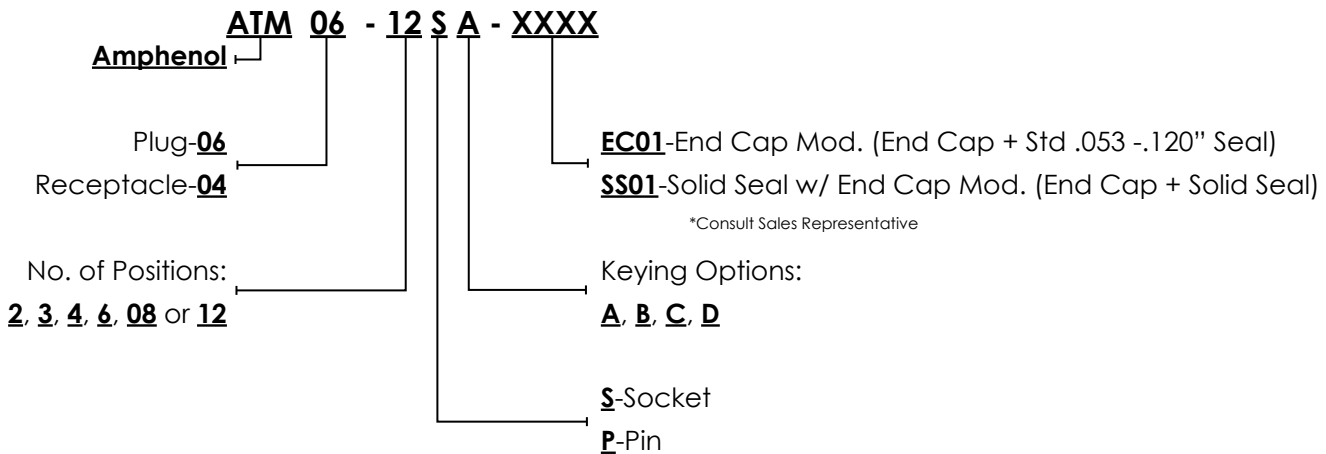 ATM 06 - 12 S A - XXXX
Amphenol
Plug-06
Receptacle-04
EC01-End Cap Mod. (End Cap + Std .053 -.120” Seal)
SS01-Solid Seal w/ End Cap Mod. (End Cap + Solid Seal)
*Consult Sales Representative
No. of Positions:
2, 3, 4, 6, 08 or 12
Keying Options:
A, B, C, D
S-Socket
P-Pin